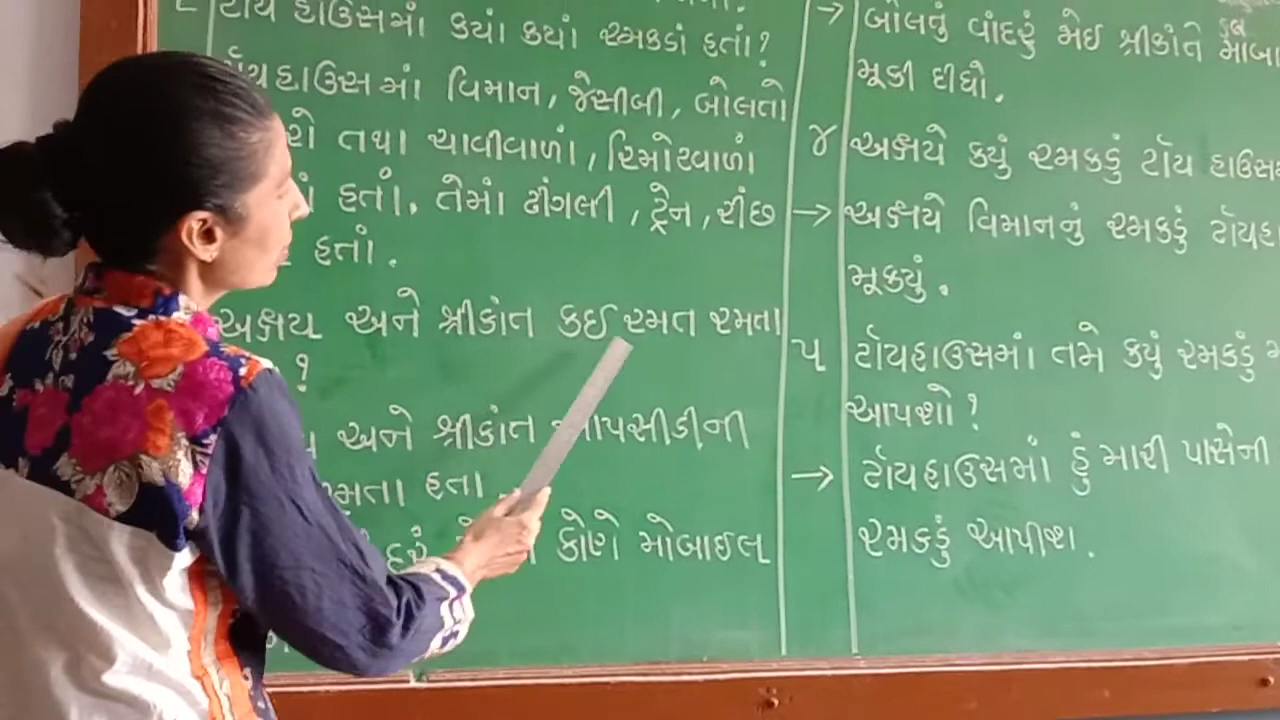 ટૉય હાઉસમાં કયાં કયાં રમકડાં હતાં?
ટૉયહાઉસમાં વિમાન, જેસીબી, બોલતો
તથા ચાવીવાળાં, રિમોટવાળાં
હતાં. તેમાં ઢીંગલી, ટ્રેન, રીંછ
હતાં.
અક્ષય અને શ્રીકાંત કઈ રમત રમતા
?
અને શ્રીકાંત આપસીડીની
રમતા હતા.
કોણે મોબાઇલ
→ બોલતું વાંદરું મેઇ શ્રીકાંતે
મૂકી દીધો.
૪ અક્ષયે કયું રમકડું ટૉય હાઉસ
→ અક્ષયે વિમાનનું રમકડું ટૉય
મૂકયું.
૫ ટૉયહાઉસમાં તમે કયું રમકડું
આપશો?
→ ટૉયહાઉસમાં હું મારી પાસેની
રમકડું આપીશ.